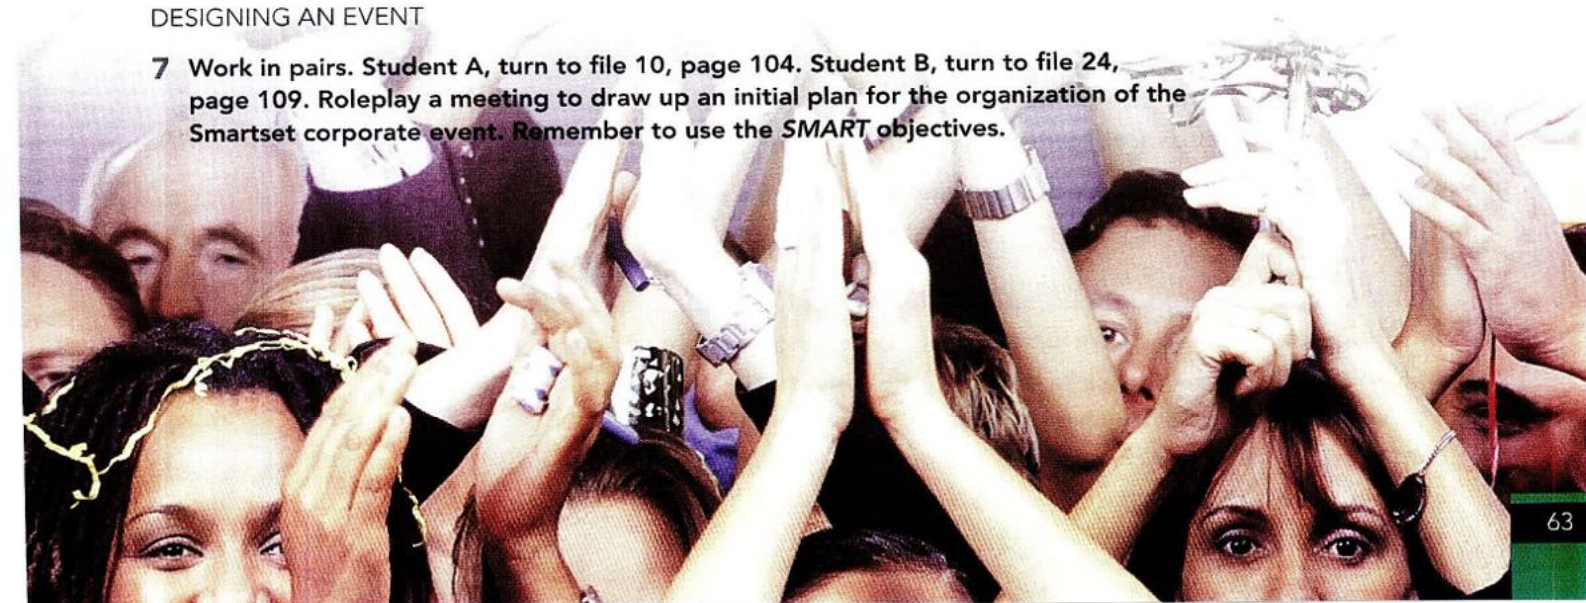 DESIGNING AN EVENT
7 Work in pairs. Student A, turn to file 10, page 104. Student B, turn to file 24,
page 109. Roleplay a meeting to draw up an initial plan for the organization of the
Smartset corporate event. Remember to use the SMART objectives.
63